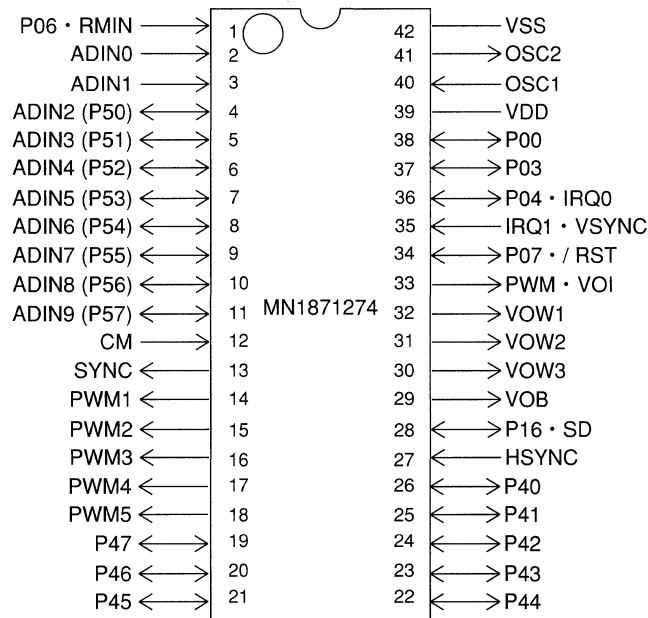 P06・RMIN 1 42 VSS
ADIN0 2 41 OSC2
ADIN1 3 40 OSC1
ADIN2 (P50) 4 39 VDD
ADIN3 (P51) 5 38 P00
ADIN4 (P52) 6 37 P03
ADIN5 (P53) 7 36 P04・IRQ0
ADIN6 (P54) 8 35 IRQ1・VSYNC
ADIN7 (P55) 9 34 P07・/ RST
ADIN8 (P56) 10 33 PWM・VOI
ADIN9 (P57) 11 MN1871274 32 VOW1
CM 12 31 VOW2
SYNC 13 30 VOW3
PWM1 14 29 VOB
PWM2 15 28 P16・SD
PWM3 16 27 HSYNC
PWM4 17 26 P40
PWM5 18 25 P41
P47 19 24 P42
P46 20 23 P43
P45 21 22 P44